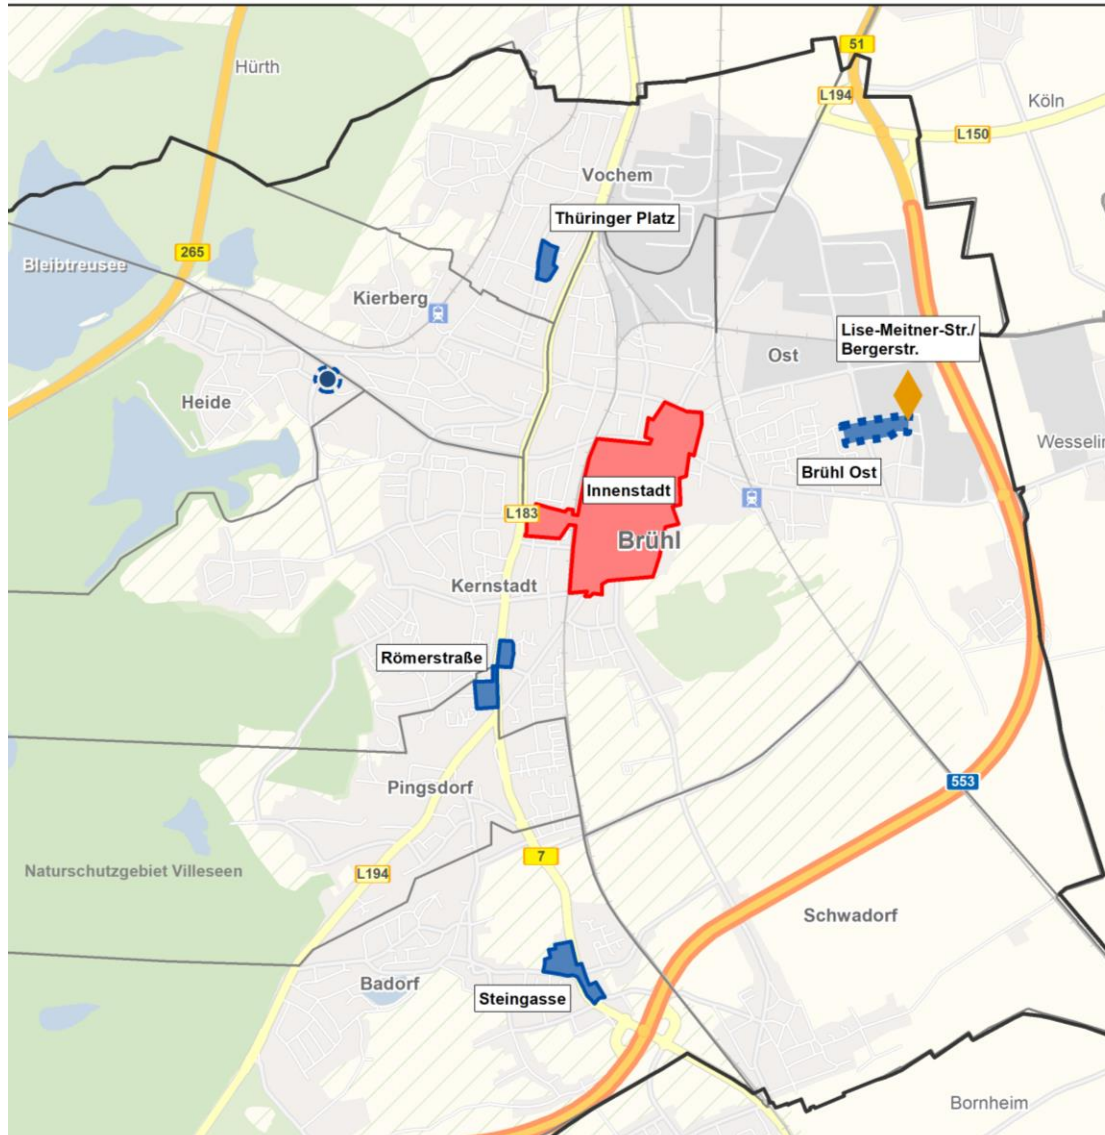 51
Hürth
L194
Köln
L150
Vochem
Thüringer Platz
265
Bleibtreusee
Kierberg
Lise-Meitner-Str./
Bergerstr.
Ost
Heide
Brühl Ost
Innenstadt
L183
Brühl
Kernstadt
Römerstraße
553
Pingsdorf
7
L194
Naturschutzgebiet Villeseen
Schwadorf
Badorf
Steingasse
Bornheim